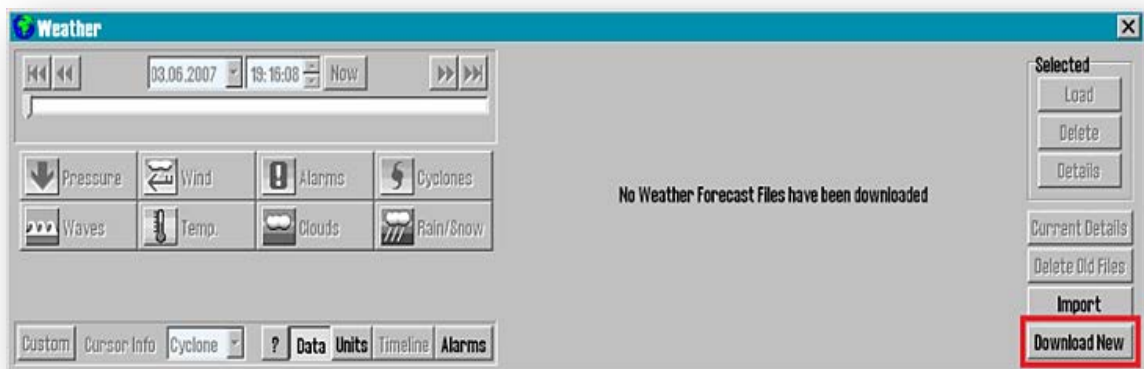 Weather
03.06.2007 19:16:08 Now
Selected
Load
Delete
Details
Pressure Wind Alarms Cyclones
No Weather Forecast Files have been downloaded
Waves Temp. Clouds Rain/Snow
Current Details
Delete Old Files
Import
Custom Cursor Info Cyclone ? Data Units Timeline Alarms
Download New